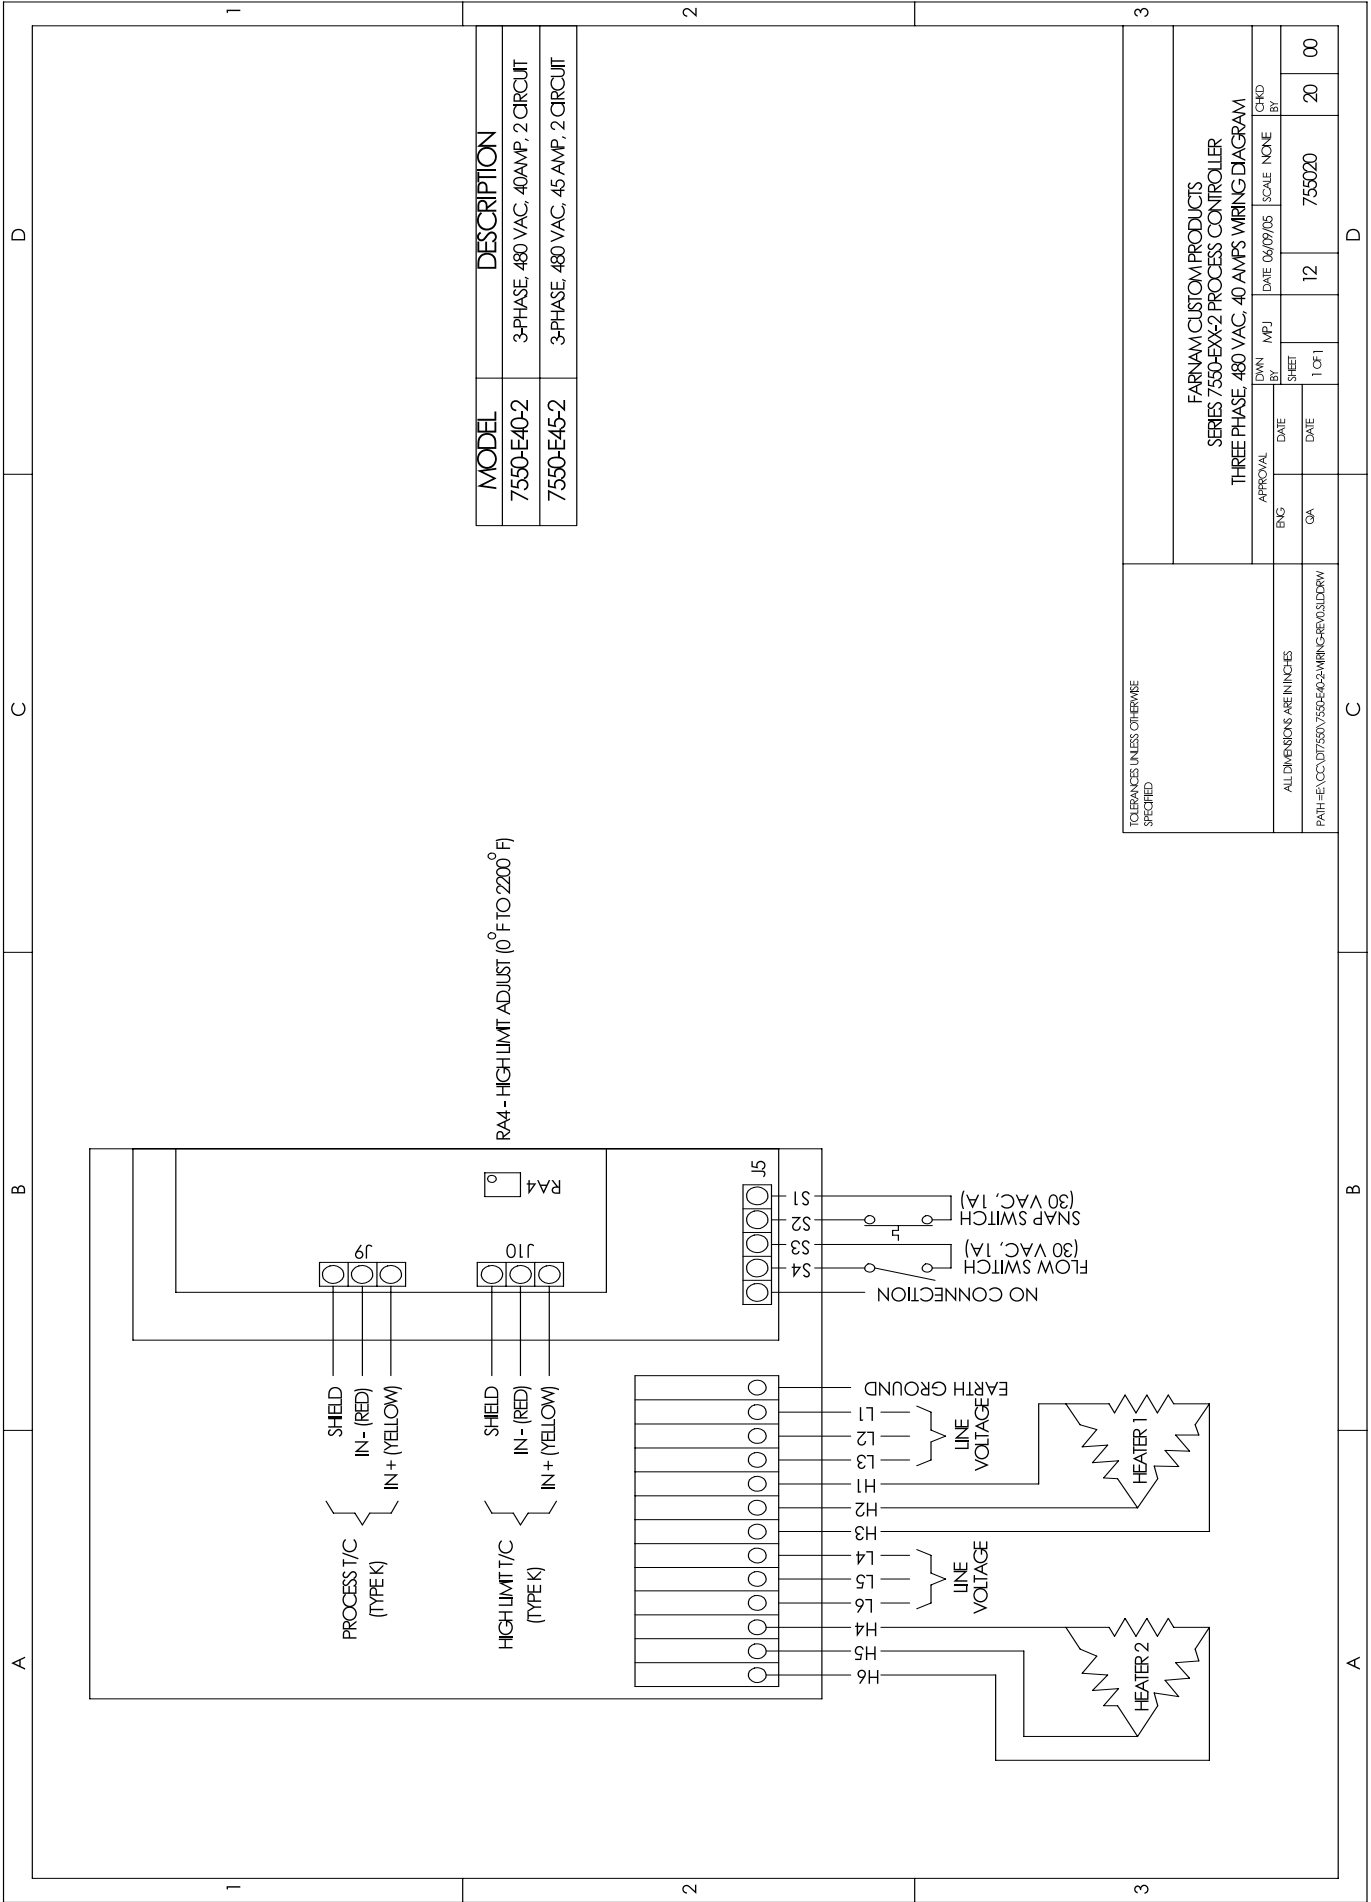 A
B
C
D
1
2
3
PROCESS T/C
(TYPE K)
SHIELD
IN - (RED)
IN + (YELLOW)
J9
HIGH LIMIT T/C
(TYPE K)
SHIELD
IN - (RED)
IN + (YELLOW)
J10
RA4
RA4 - HIGH LIMIT ADJUST (0° F TO 2200° F)
MODEL
DESCRIPTION
7550-E40-2
3-PHASE, 480 VAC, 40AMP, 2 CIRCUIT
7550-E45-2
3-PHASE, 480 VAC, 45 AMP, 2 CIRCUIT
J5
H6
H5
H4
L6
L5
L4
H3
H2
H1
L3
L2
L1
EARTH GROUND
NO CONNECTION
S4
S3
S2
S1
FLOW SWITCH
(30 VAC, 1A)
SNAP SWITCH
(30 VAC, 1A)
LINE
VOLTAGE
LINE
VOLTAGE
HEATER 2
HEATER 1
TOLERANCES UNLESS OTHERWISE
SPECIFIED
ALL DIMENSIONS ARE IN INCHES
PATH =E:\CC\DT7550\7550-E40-2-WIRING-REV0.SLDDRW
FARNAM CUSTOM PRODUCTS
SERIES 7550-EXX-2 PROCESS CONTROLLER
THREE PHASE, 480 VAC, 40 AMPS WIRING DIAGRAM
APPROVAL
DWN
BY
MPJ
DATE 06/09/05
SCALE NONE
CHKD
BY
ENG
DATE
SHEET
1 OF 1
QA
DATE
12
755020
20
00
A
B
C
D
1
2
3